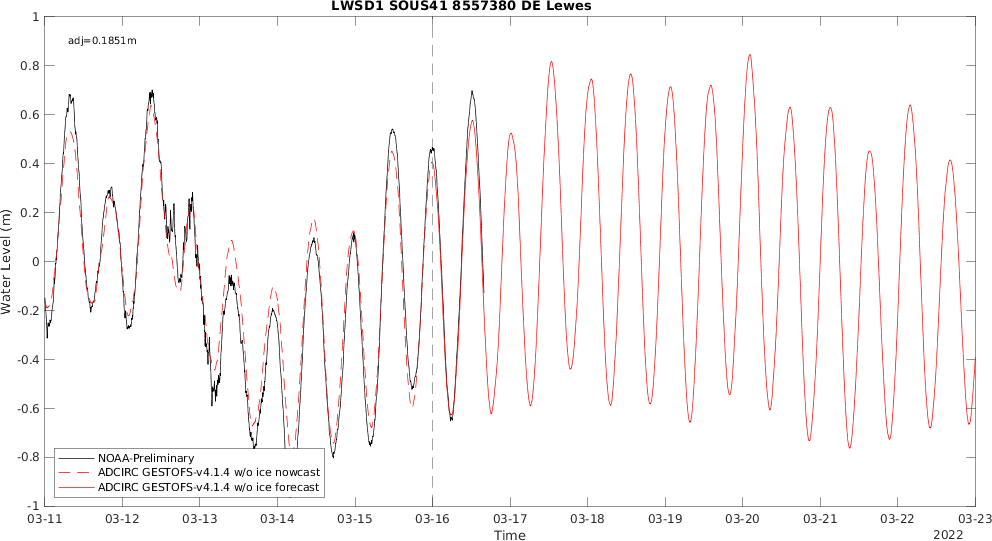 LWSD1 SOUS41 8557380 DE Lewes
adj=0.1851m
1
0.8
0.6
0.4
0.2
0
-0.2
-0.4
-0.6
-0.8
-1
Water Level (m)
NOAA-Preliminary
ADCIRC GESTOFS-v4.1.4 w/o ice nowcast
ADCIRC GESTOFS-v4.1.4 w/o ice forecast
03-11 03-12 03-13 03-14 03-15 03-16 03-17 03-18 03-19 03-20 03-21 03-22 03-23
Time
2022